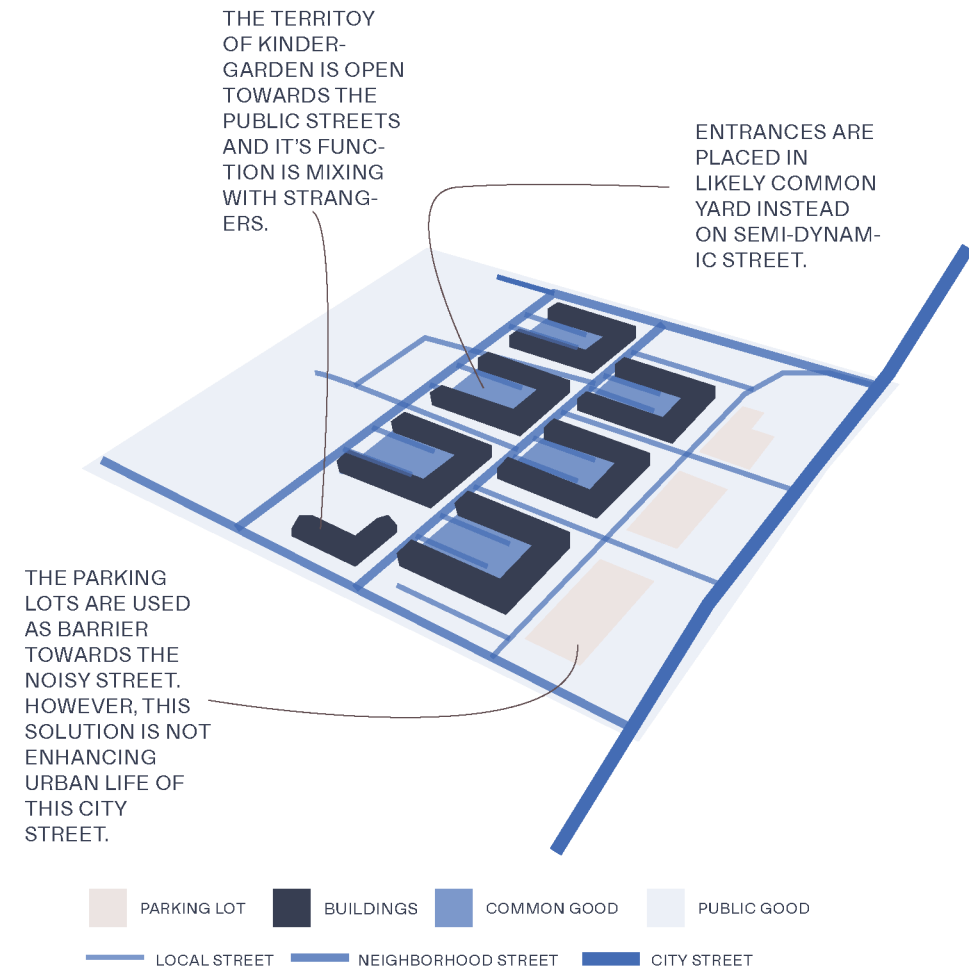 THE TERRITOY
OF KINDER-
GARDEN IS OPEN
TOWARDS THE
PUBLIC STREETS
AND IT'S FUNC-
TION IS MIXING
WITH STRANG-
ERS.
ENTRANCES ARE
PLACED IN
LIKELY COMMON
YARD INSTEAD
ON SEMI-DYNAM-
IC STREET.
THE PARKING
LOTS ARE USED
AS BARRIER
TOWARDS THE
NOISY STREET.
HOWEVER, THIS
SOLUTION IS NOT
ENHANCING
URBAN LIFE OF
THIS CITY
STREET.
PARKING LOT
BUILDINGS
COMMON GOOD
PUBLIC GOOD
LOCAL STREET
NEIGHBORHOOD STREET
CITY STREET